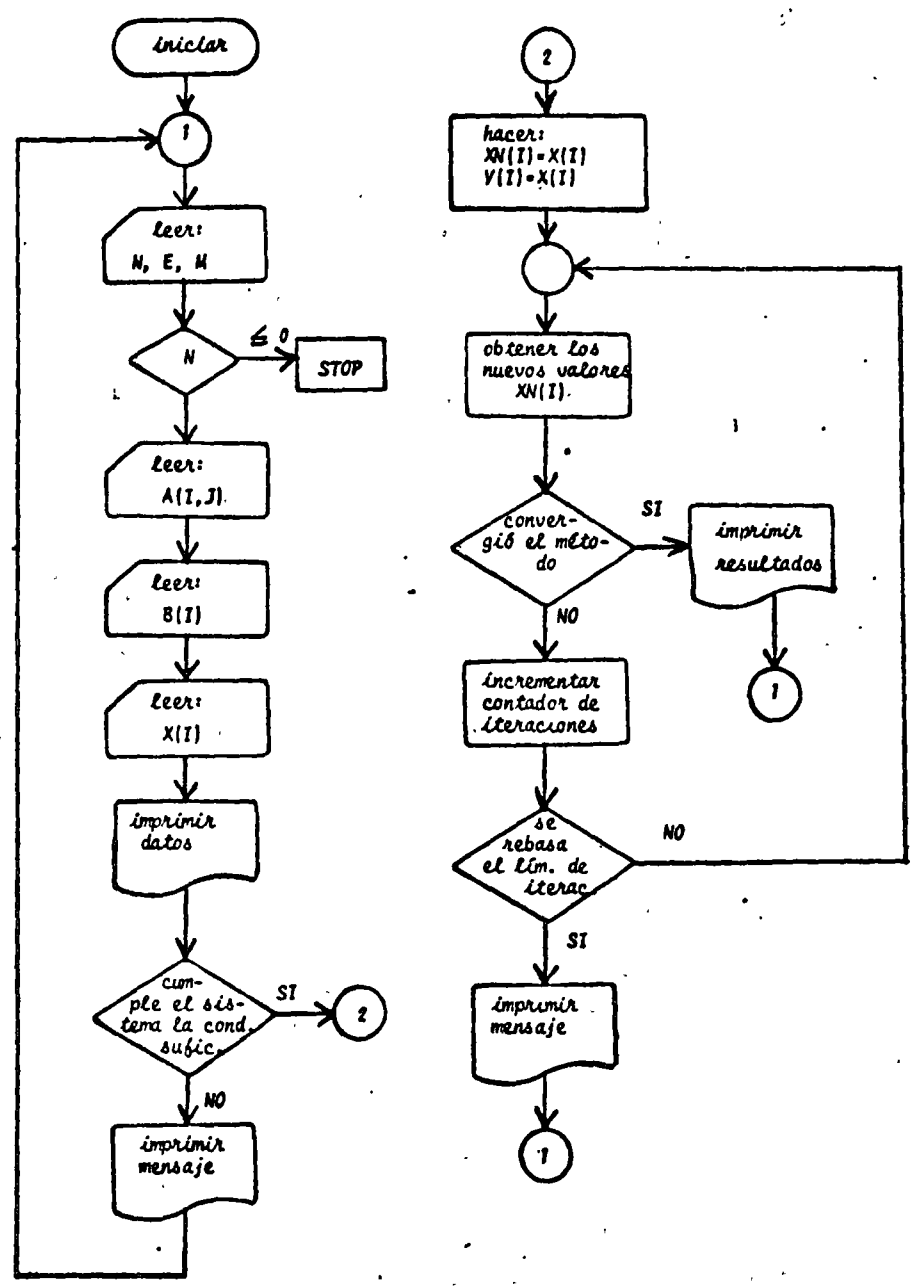 iniciar
1
leer:
N, E, M
N
≤ 0
STOP
leer:
A(I,J).
leer:
B(I)
leer:
X(I)
imprimir
datos
cum-
ple el sis-
tema la cond.
sufic.
SI
2
NO
imprimir
mensaje
2
hacer:
XN(I)=X(I)
Y(I)=X(I)
obtener los
nuevos valores
XN(I).
conver-
gió el méto-
do
SI
imprimir
resultados
1
NO
incrementar
contador de
iteraciones
se
rebasa
el lím. de
iterac.
NO
SI
imprimir
mensaje
1